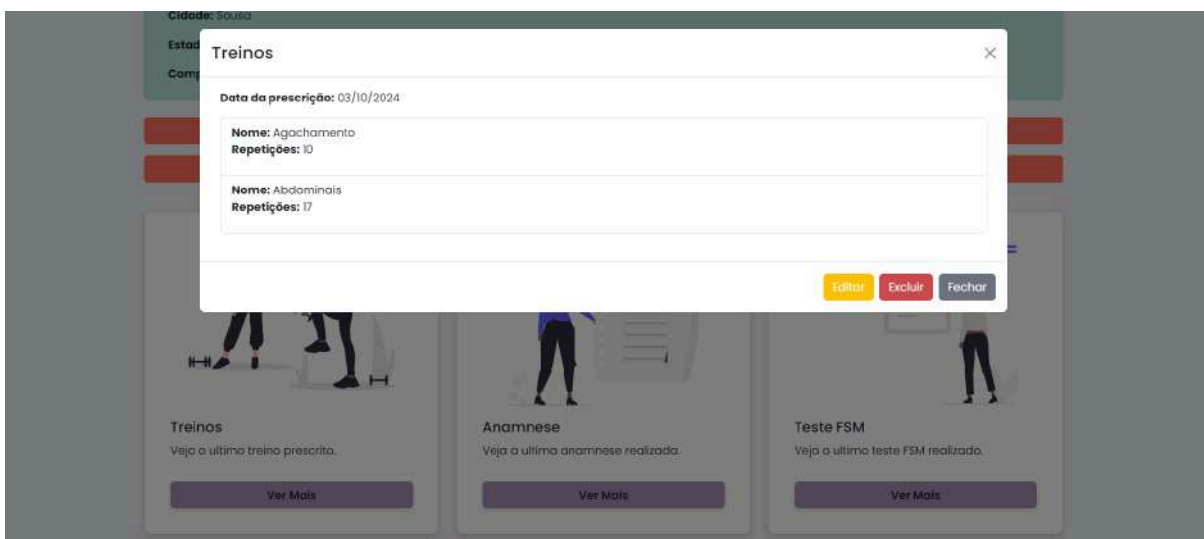 Cidade: Sousa
Estad
Comp
Treinos
Data da prescrição: 03/10/2024
Nome: Agachamento
Repetições: 10
Nome: Abdominais
Repetições: 17
Editar Excluir Fechar
Treinos Anamnese Teste FSM
Veja o ultimo treino prescrito. Veja a ultima anamnese realizada. Veja o ultimo teste FSM realizado.
Ver Mais Ver Mais Ver Mais